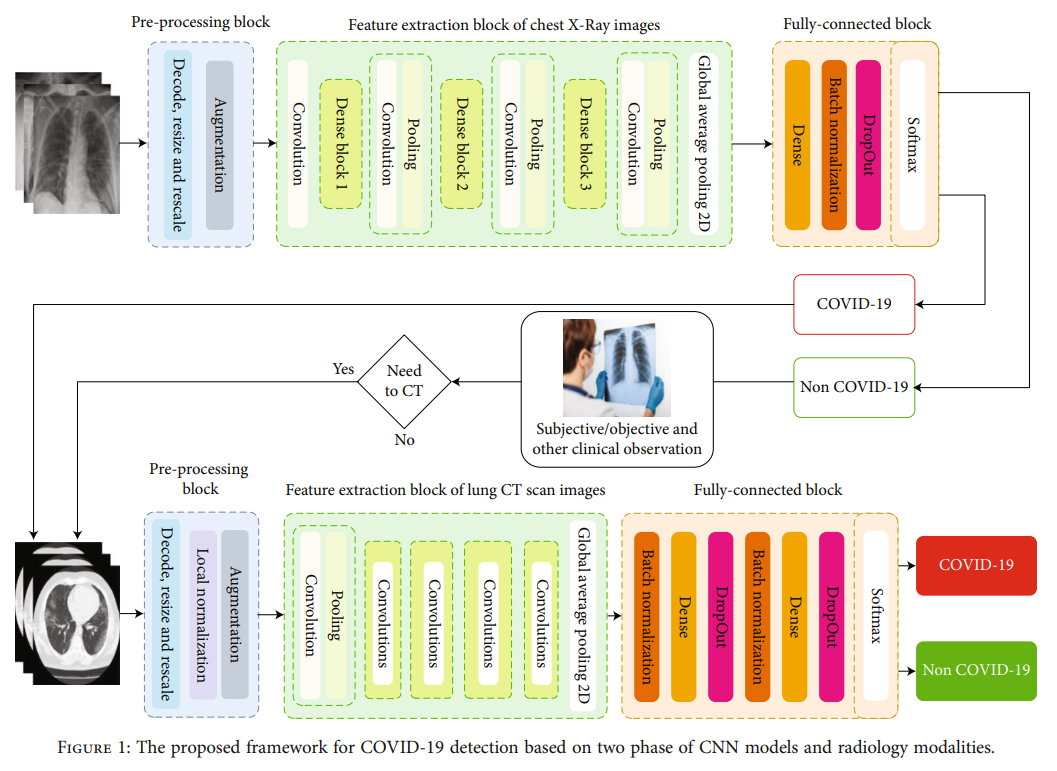 Pre-processing block
Feature extraction block of chest X-Ray images
Fully-connected block
Decode, resize and rescale
Augmentation
Convolution
Dense block 1
Convolution
Pooling
Dense block 2
Convolution
Pooling
Dense block 3
Convolution
Pooling
Global average pooling 2D
Dense
Batch normalization
DropOut
Softmax
COVID-19
Non COVID-19
Subjective/objective and
other clinical observation
Need
to CT
Yes
No
Pre-processing
block
Feature extraction block of lung CT scan images
Fully-connected block
Decode, resize and rescale
Local normalization
Augmentation
Convolution
Pooling
Convolutions
Convolutions
Convolutions
Convolutions
Global average pooling 2D
Batch normalization
Dense
DropOut
Batch normalization
Dense
DropOut
Softmax
COVID-19
Non COVID-19
FIGURE 1: The proposed framework for COVID-19 detection based on two phase of CNN models and radiology modalities.